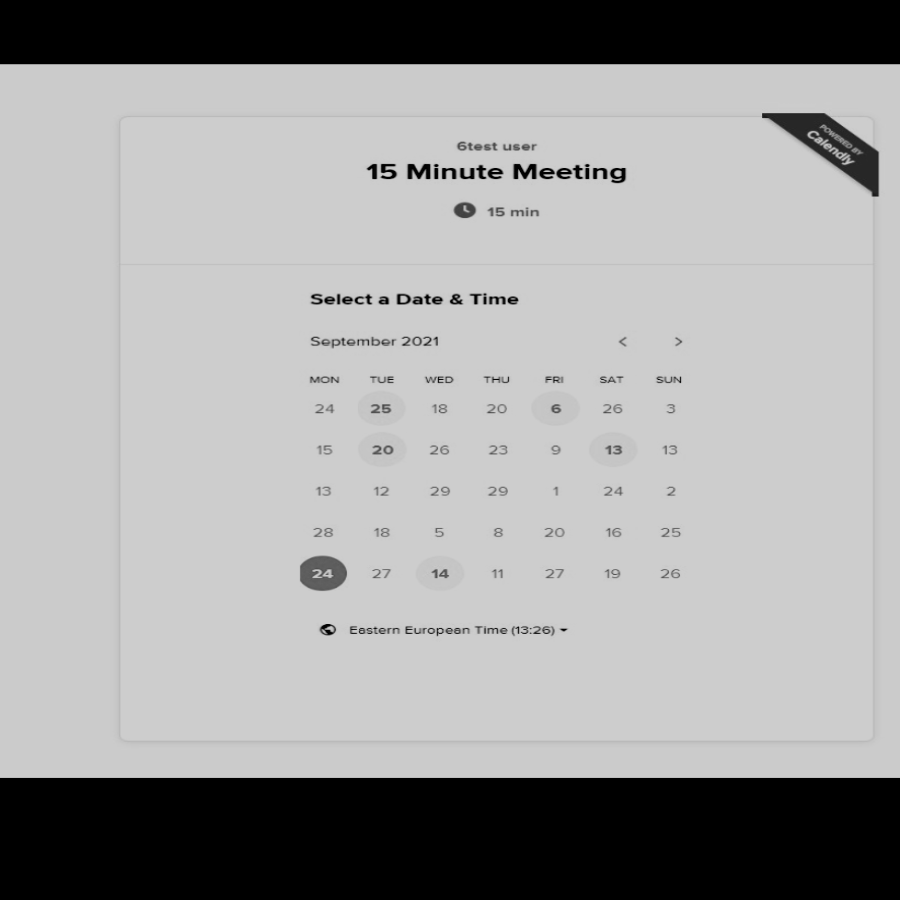 POWERED BY
Calendly
6test user
15 Minute Meeting
15 min
Select a Date & Time
September 2021
MON TUE WED THU FRI SAT SUN
24 25 18 20 6 26 3
15 20 26 23 9 13 13
13 12 29 29 1 24 2
28 18 5 8 20 16 25
24 27 14 11 27 19 26
Eastern European Time (13:26)